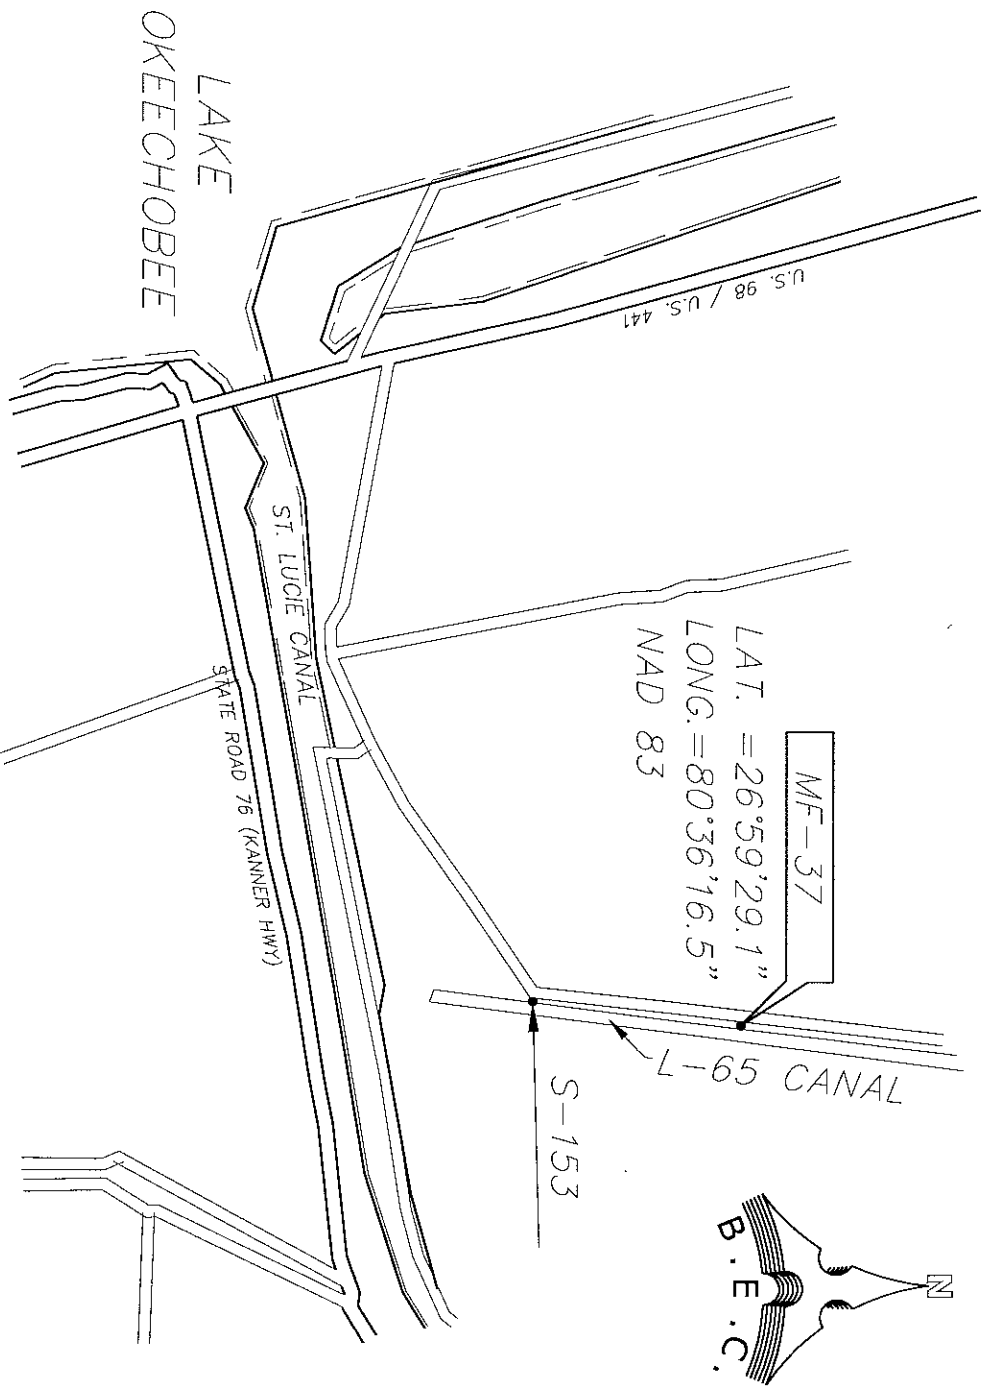 LAKE
OKEECHOBEE
U.S. 98 / U.S. 441
ST. LUCIE CANAL
STATE ROAD 76 (KANNER HWY)
MF-37
LAT. =26°59'29.1"
LONG.=80°36'16.5"
NAD 83
L-65 CANAL
S-153
N
B.E.C.